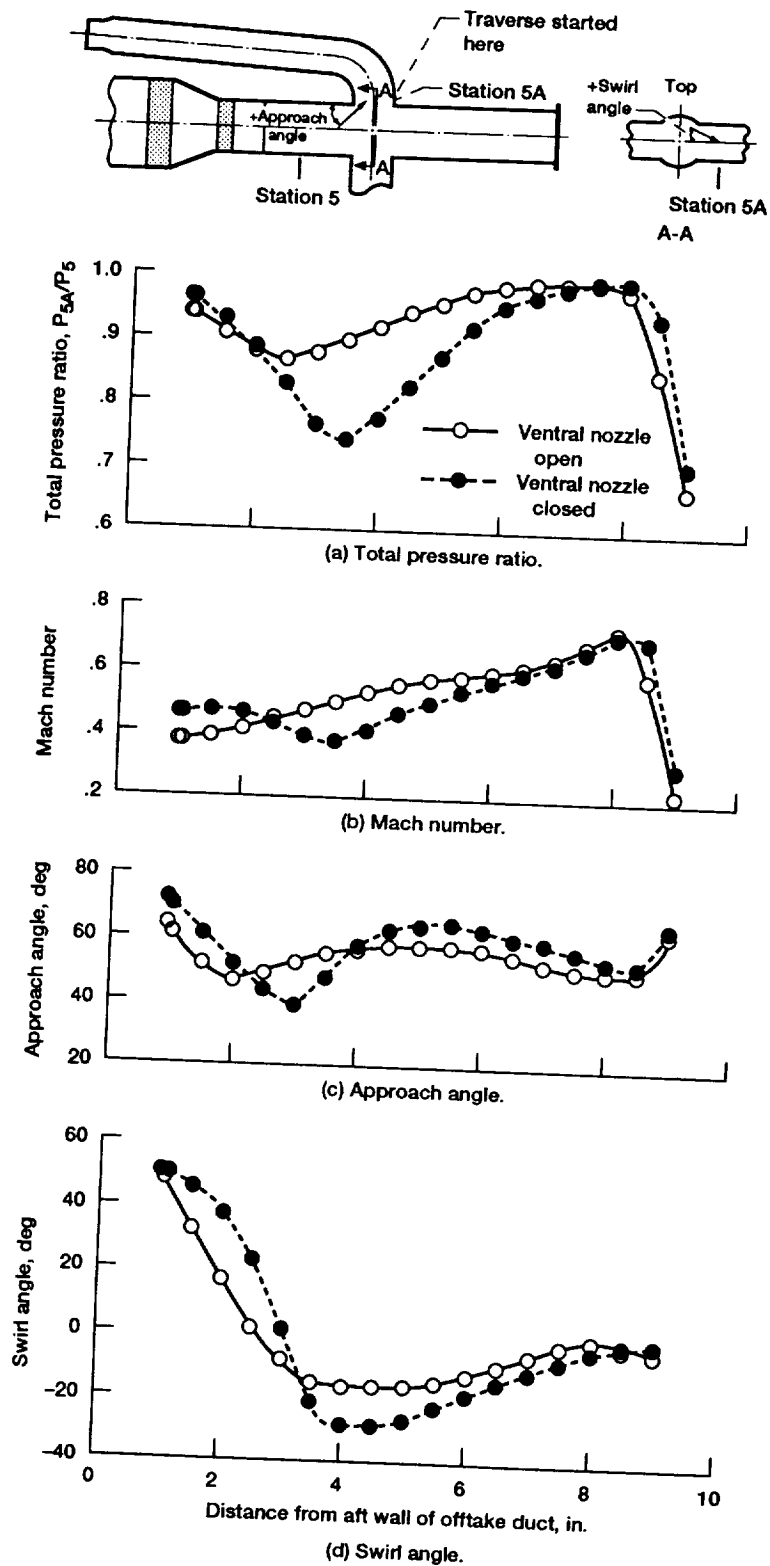 Traverse started
here
A
Station 5A
+Swirl
angle
Top
+Approach
angle
A
Station 5
Station 5A
A-A
Total pressure ratio, P5A/P5
1.0
.9
.8
.7
.6
Ventral nozzle
open
Ventral nozzle
closed
(a) Total pressure ratio.
Mach number
.8
.6
.4
.2
(b) Mach number.
Approach angle, deg
80
60
40
20
(c) Approach angle.
Swirl angle, deg
60
40
20
0
-20
-40
0 2 4 6 8 10
Distance from aft wall of offtake duct, in.
(d) Swirl angle.